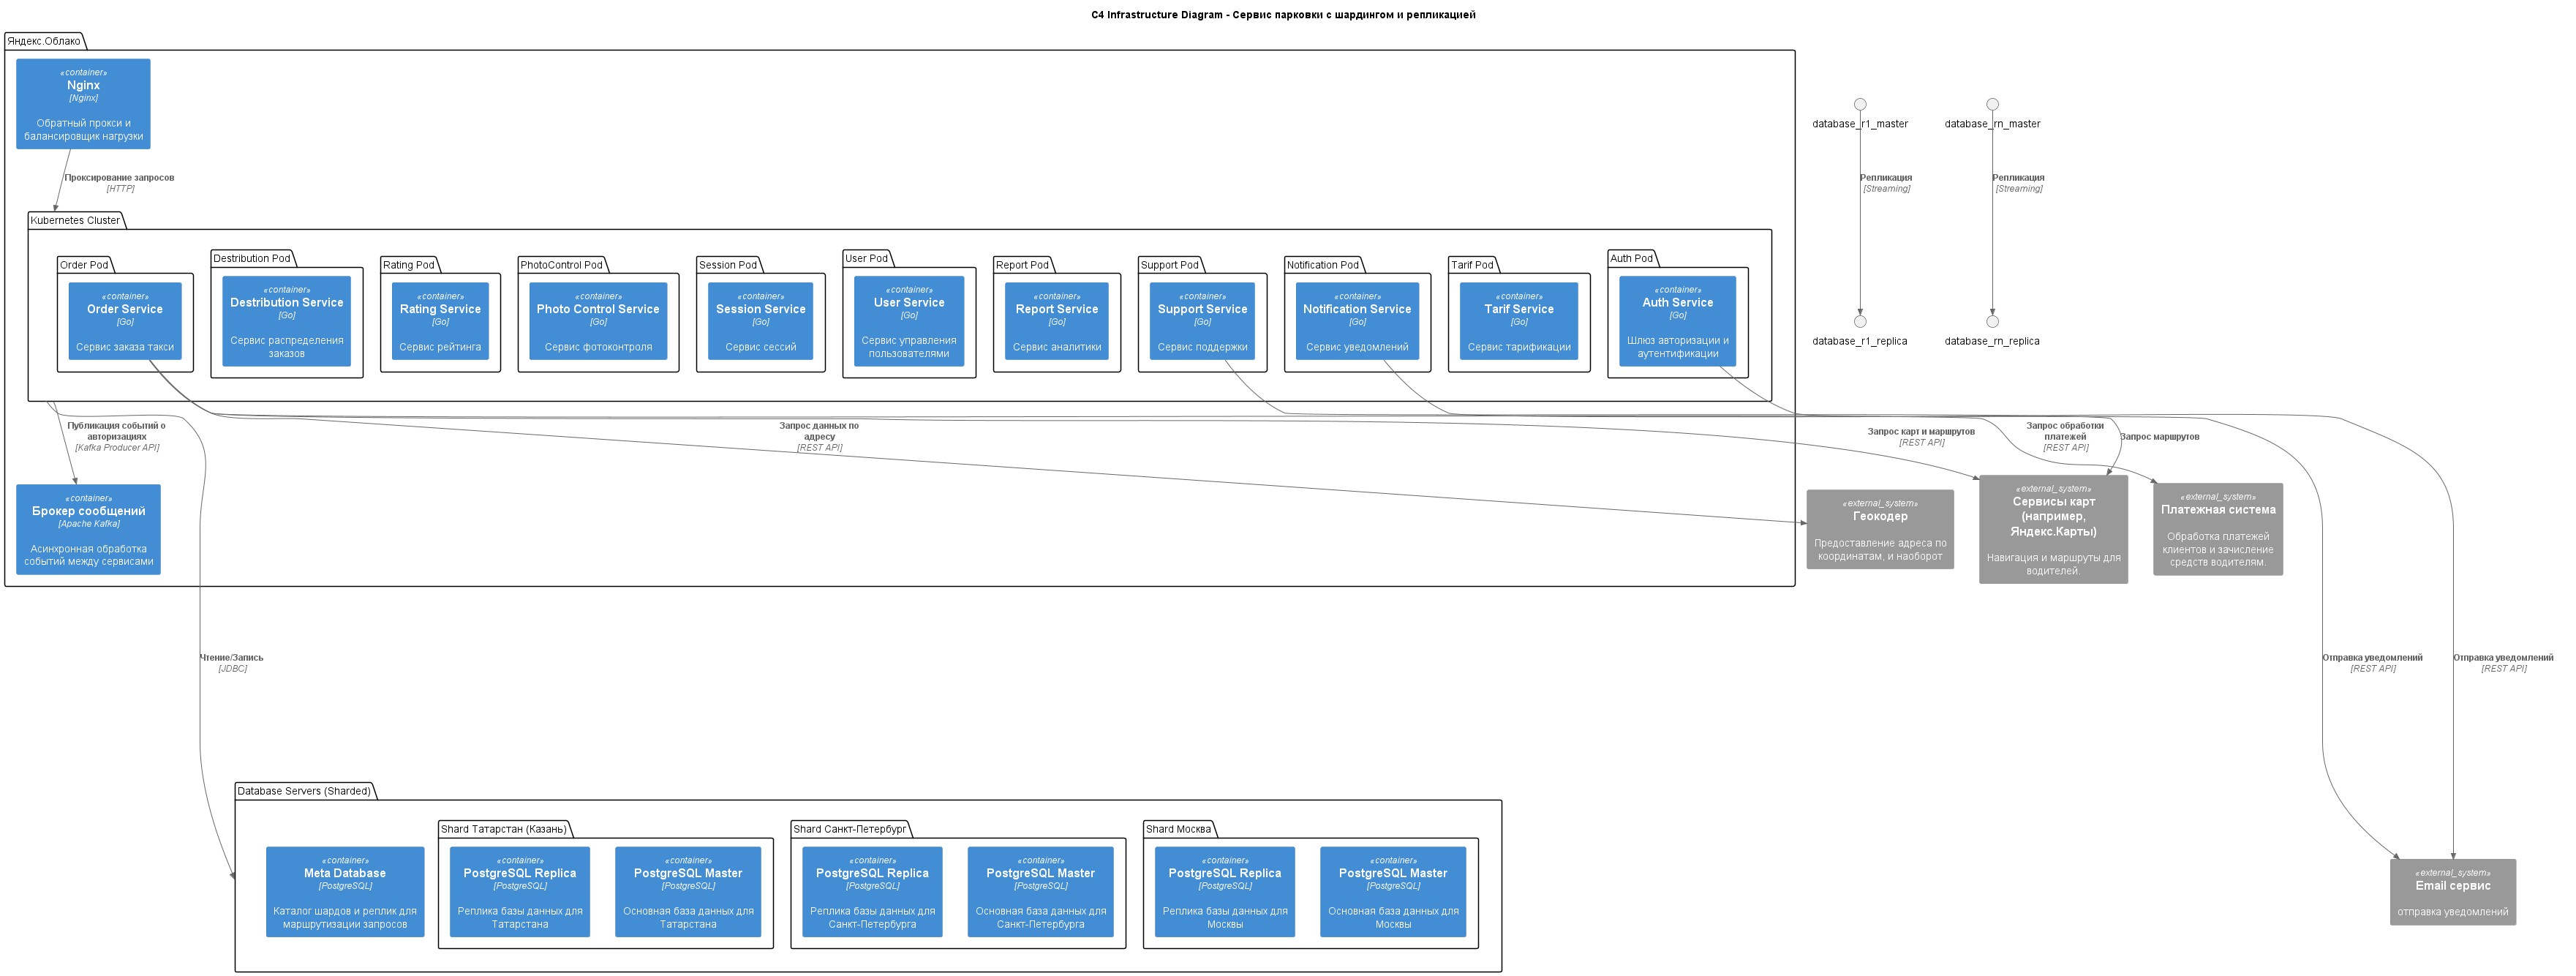 C4 Infrastructure Diagram - Сервис парковки с шардингом и репликацией
Яндекс.Облако
«container»
Nginx
[Nginx]
Обратный прокси и
балансировщик нагрузки
database_r1_master
database_rn_master
Проксирование запросов
[HTTP]
Репликация
[Streaming]
Репликация
[Streaming]
Kubernetes Cluster
Order Pod
«container»
Order Service
[Go]
Сервис заказа такси
Destribution Pod
«container»
Destribution Service
[Go]
Сервис распределения
заказов
Rating Pod
«container»
Rating Service
[Go]
Сервис рейтинга
PhotoControl Pod
«container»
Photo Control Service
[Go]
Сервис фотоконтроля
Session Pod
«container»
Session Service
[Go]
Сервис сессий
User Pod
«container»
User Service
[Go]
Сервис управления
пользователями
Report Pod
«container»
Report Service
[Go]
Сервис аналитики
Support Pod
«container»
Support Service
[Go]
Сервис поддержки
Notification Pod
«container»
Notification Service
[Go]
Сервис уведомлений
Tarif Pod
«container»
Tarif Service
[Go]
Сервис тарификации
Auth Pod
«container»
Auth Service
[Go]
Шлюз авторизации и
аутентификации
database_r1_replica
database_rn_replica
Публикация событий о
авторизациях
[Kafka Producer API]
Запрос данных по
адресу
[REST API]
Запрос карт и маршрутов
[REST API]
Запрос обработки
платежей
[REST API]
Запрос маршрутов
«container»
Брокер сообщений
[Apache Kafka]
Асинхронная обработка
событий между сервисами
«external_system»
Геокодер
Предоставление адреса по
координатам, и наоборот
«external_system»
Сервисы карт
(например,
Яндекс.Карты)
Навигация и маршруты для
водителей.
«external_system»
Платежная система
Обработка платежей
клиентов и зачисление
средств водителям.
Чтение/Запись
[JDBC]
Отправка уведомлений
[REST API]
Отправка уведомлений
[REST API]
Database Servers (Sharded)
«container»
Meta Database
[PostgreSQL]
Каталог шардов и реплик для
маршрутизации запросов
Shard Татарстан (Казань)
«container»
PostgreSQL Replica
[PostgreSQL]
Реплика базы данных для
Татарстана
«container»
PostgreSQL Master
[PostgreSQL]
Основная база данных для
Татарстана
Shard Санкт-Петербург
«container»
PostgreSQL Replica
[PostgreSQL]
Реплика базы данных для
Санкт-Петербурга
«container»
PostgreSQL Master
[PostgreSQL]
Основная база данных для
Санкт-Петербурга
Shard Москва
«container»
PostgreSQL Replica
[PostgreSQL]
Реплика базы данных для
Москвы
«container»
PostgreSQL Master
[PostgreSQL]
Основная база данных для
Москвы
«external_system»
Email сервис
отправка уведомлений